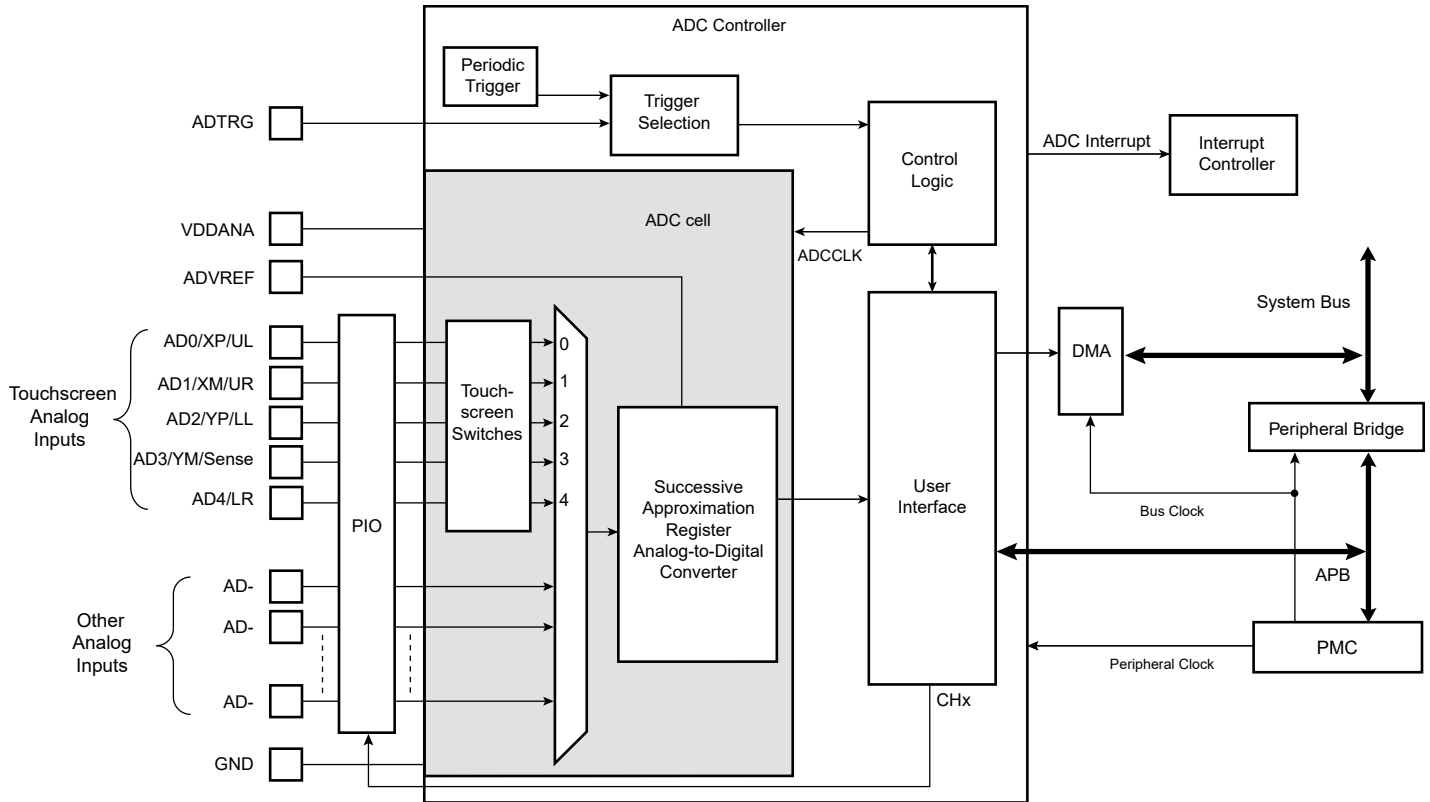 ADC Controller
Periodic
Trigger
Trigger
Selection
ADTRG
Control
Logic
ADC Interrupt
Interrupt
Controller
VDDANA
ADC cell
ADCCLK
ADVREF
System Bus
Touchscreen
Analog
Inputs
AD0/XP/UL
AD1/XM/UR
AD2/YP/LL
AD3/YM/Sense
AD4/LR
PIO
Touch-
screen
Switches
0
1
2
3
4
Successive
Approximation
Register
Analog-to-Digital
Converter
User
Interface
DMA
Peripheral Bridge
Bus Clock
APB
Other
Analog
Inputs
AD-
AD-
AD-
Peripheral Clock
PMC
CHx
GND